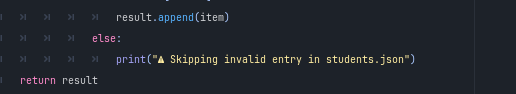 result.append(item)
else:
print("⚠ Skipping invalid entry in students.json")
return result